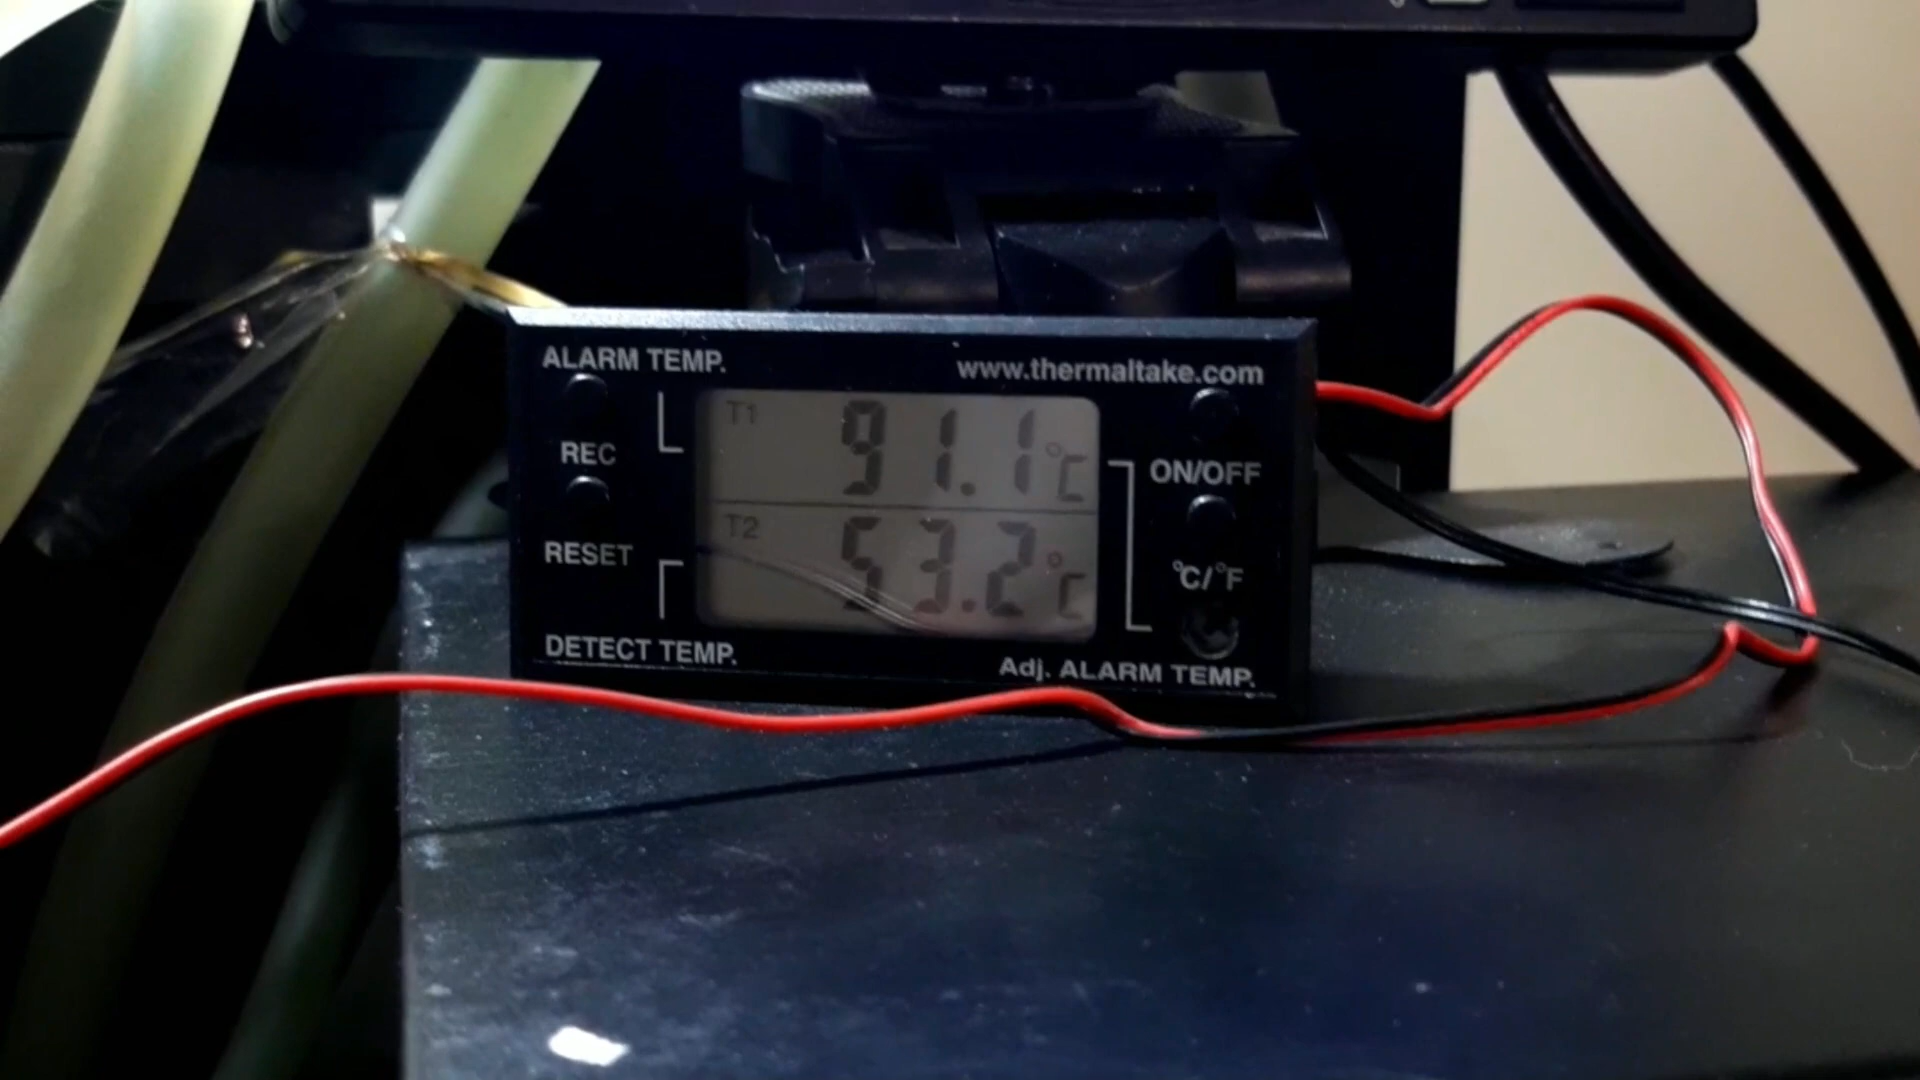 ALARM TEMP.
www.thermaltake.com
T1 91.1°C
REC
ON/OFF
T2 53.2°C
RESET
°C/°F
DETECT TEMP.
Adj. ALARM TEMP.